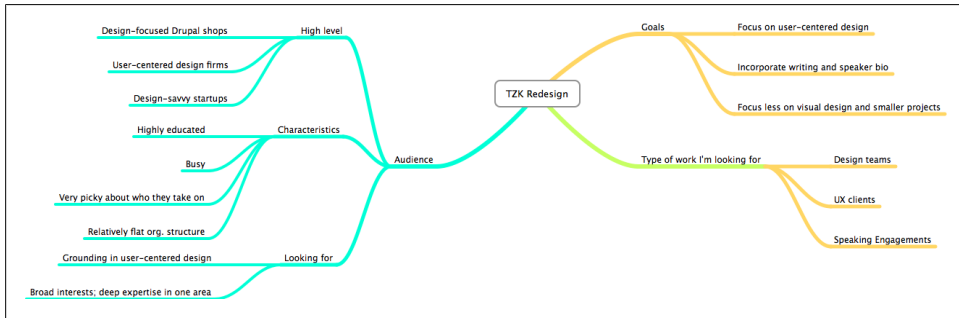 TZK Redesign
Goals
Focus on user-centered design
Incorporate writing and speaker bio
Focus less on visual design and smaller projects
Type of work I'm looking for
Design teams
UX clients
Speaking Engagements
Audience
High level
Design-focused Drupal shops
User-centered design firms
Design-savvy startups
Characteristics
Highly educated
Busy
Very picky about who they take on
Relatively flat org. structure
Looking for
Grounding in user-centered design
Broad interests; deep expertise in one area